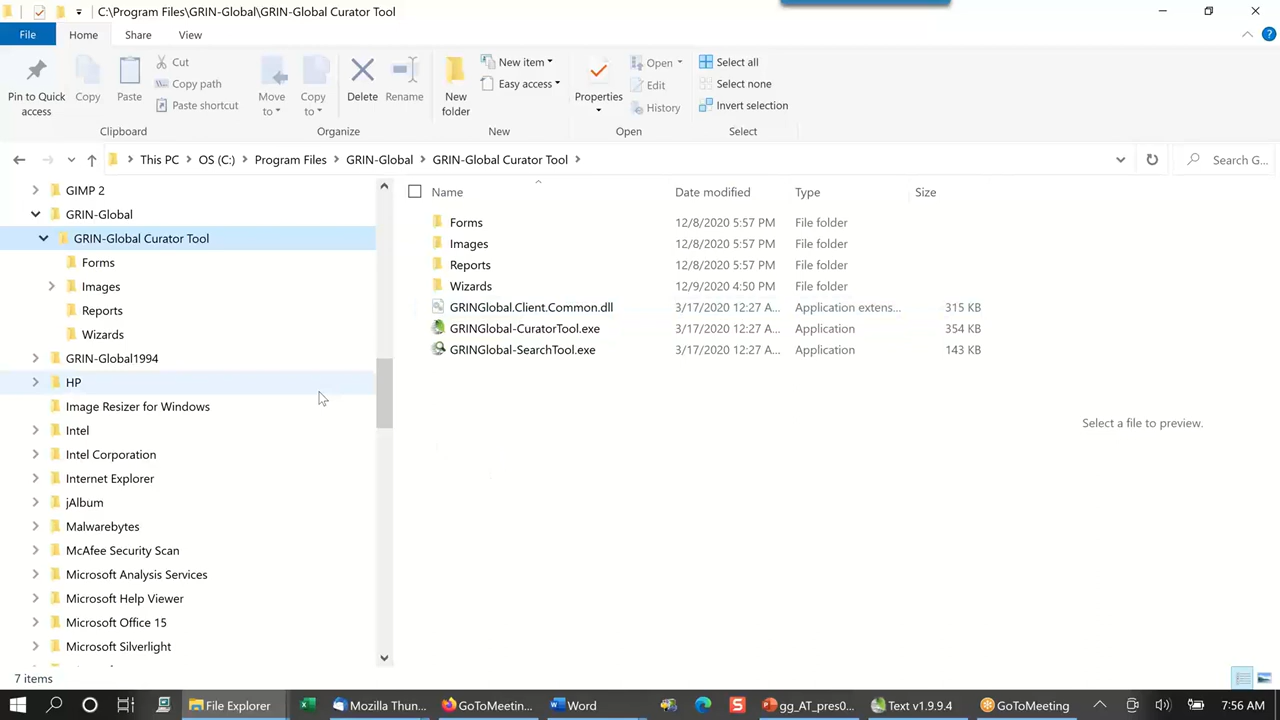 C:\Program Files\GRIN-Global\GRIN-Global Curator Tool
File Home Share View
Pin to Quick access
Copy
Paste
Cut
Copy path
Paste shortcut
Clipboard
Move to
Copy to
Delete
Rename
Organize
New folder
New item
Easy access
New
Properties
Open
Edit
History
Open
Select all
Select none
Invert selection
Select
This PC OS (C:) Program Files GRIN-Global GRIN-Global Curator Tool
Search G...
GIMP 2
GRIN-Global
GRIN-Global Curator Tool
Forms
Images
Reports
Wizards
GRIN-Global1994
HP
Image Resizer for Windows
Intel
Intel Corporation
Internet Explorer
jAlbum
Malwarebytes
McAfee Security Scan
Microsoft Analysis Services
Microsoft Help Viewer
Microsoft Office 15
Microsoft Silverlight
Name Date modified Type Size
Forms 12/8/2020 5:57 PM File folder
Images 12/8/2020 5:57 PM File folder
Reports 12/8/2020 5:57 PM File folder
Wizards 12/9/2020 4:50 PM File folder
GRINGlobal.Client.Common.dll 3/17/2020 12:27 A... Application extens... 315 KB
GRINGlobal-CuratorTool.exe 3/17/2020 12:27 A... Application 354 KB
GRINGlobal-SearchTool.exe 3/17/2020 12:27 A... Application 143 KB
Select a file to preview.
7 items
File Explorer Mozilla Thun... GoToMeetin... Word gg_AT_pres0... Text v1.9.9.4 GoToMeeting 7:56 AM